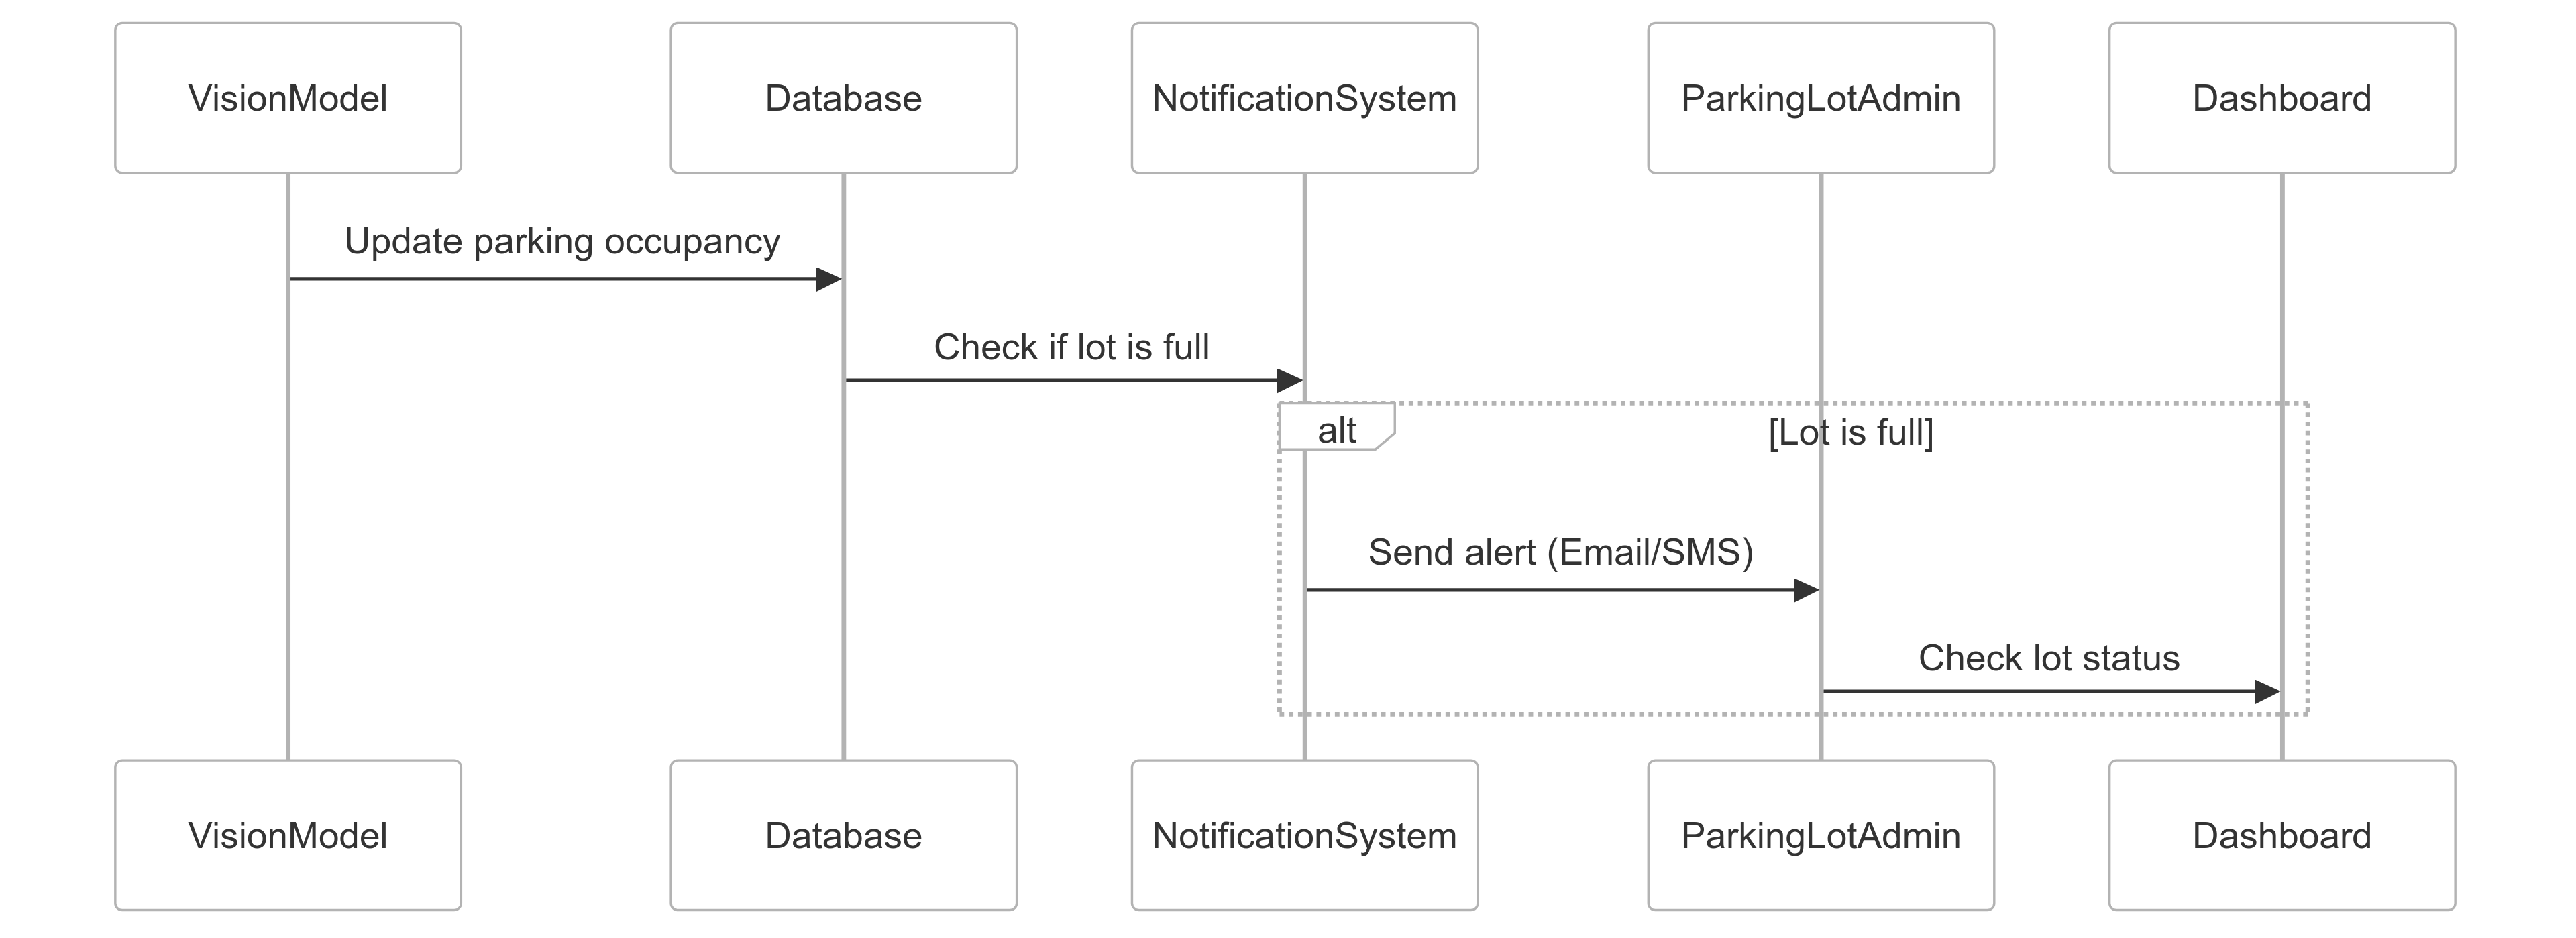 VisionModel
Database
NotificationSystem
ParkingLotAdmin
Dashboard
Update parking occupancy
Check if lot is full
alt
[Lot is full]
Send alert (Email/SMS)
Check lot status
VisionModel
Database
NotificationSystem
ParkingLotAdmin
Dashboard